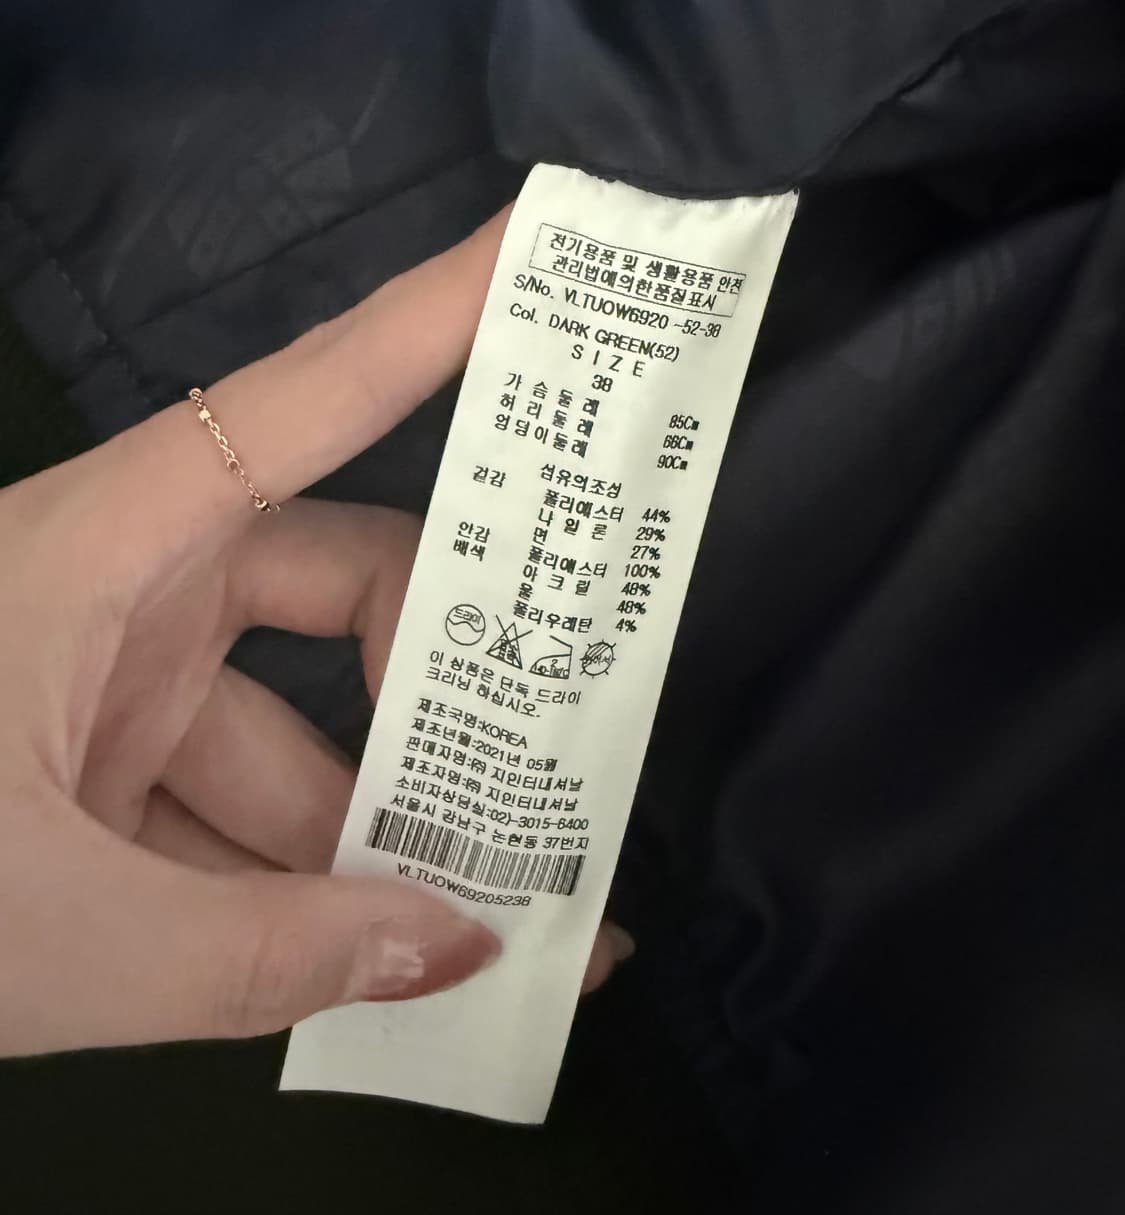 전기용품 및 생활용품 안전
관리법에의한품질표시
S/No. VLTUOW6920 -52-38
Col. DARK GREEN(52)
S I Z E
38
가 슴 둘 레 85Cm
허 리 둘 레 66Cm
엉 덩 이 둘 레 90Cm
섬유의조성
겉감 폴리에스터 44%
나 일 론 29%
면 27%
안감 폴리에스터 100%
배색 아 크 릴 48%
울 48%
폴리우레탄 4%
드라이
이 상품은 단독 드라이
크리닝 하십시오.
제조국명:KOREA
제조년월:2021년 05월
판매자명:㈜ 지인터내셔날
제조자명:㈜ 지인터내셔날
소비자상담실:02)-3015-6400
서울시 강남구 논현동 37번지
VLTUOW69205238